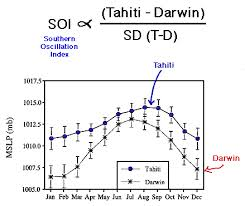 SOI ∝ (Tahiti - Darwin)
SD (T-D)
Southern
Oscillation
Index
Tahiti
1017.5
1015.0
1012.5
1010.0
1007.5
1005.0
MSLP (mb)
Darwin
Tahiti
Darwin
Jan Feb Mar Apr May Jun Jul Aug Sep Oct Nov Dec